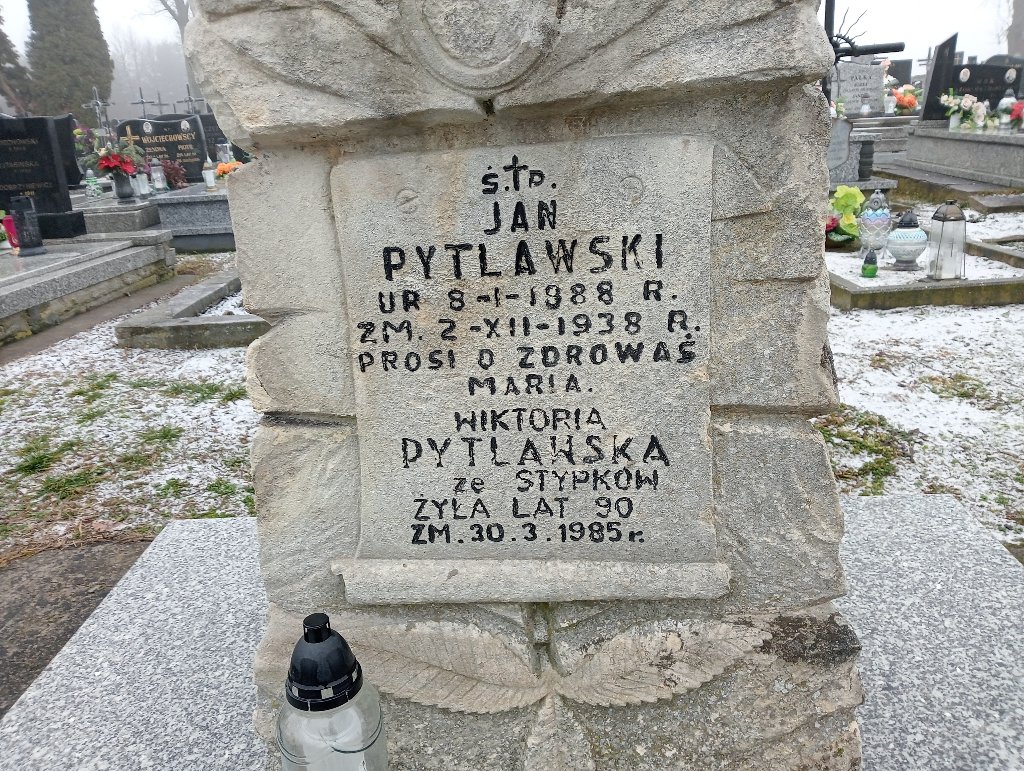 Ś.†P.
JAN
PYTLAWSKI
UR 8-I-1988 R.
ZM. 2-XII-1938 R.
PROSI O ZDROWAŚ
MARIA.
WIKTORIA
PYTLAWSKA
ze STYPKÓW
ŻYŁA LAT 90
ZM. 30.3.1985 r.
WOJCIECHOWSCY